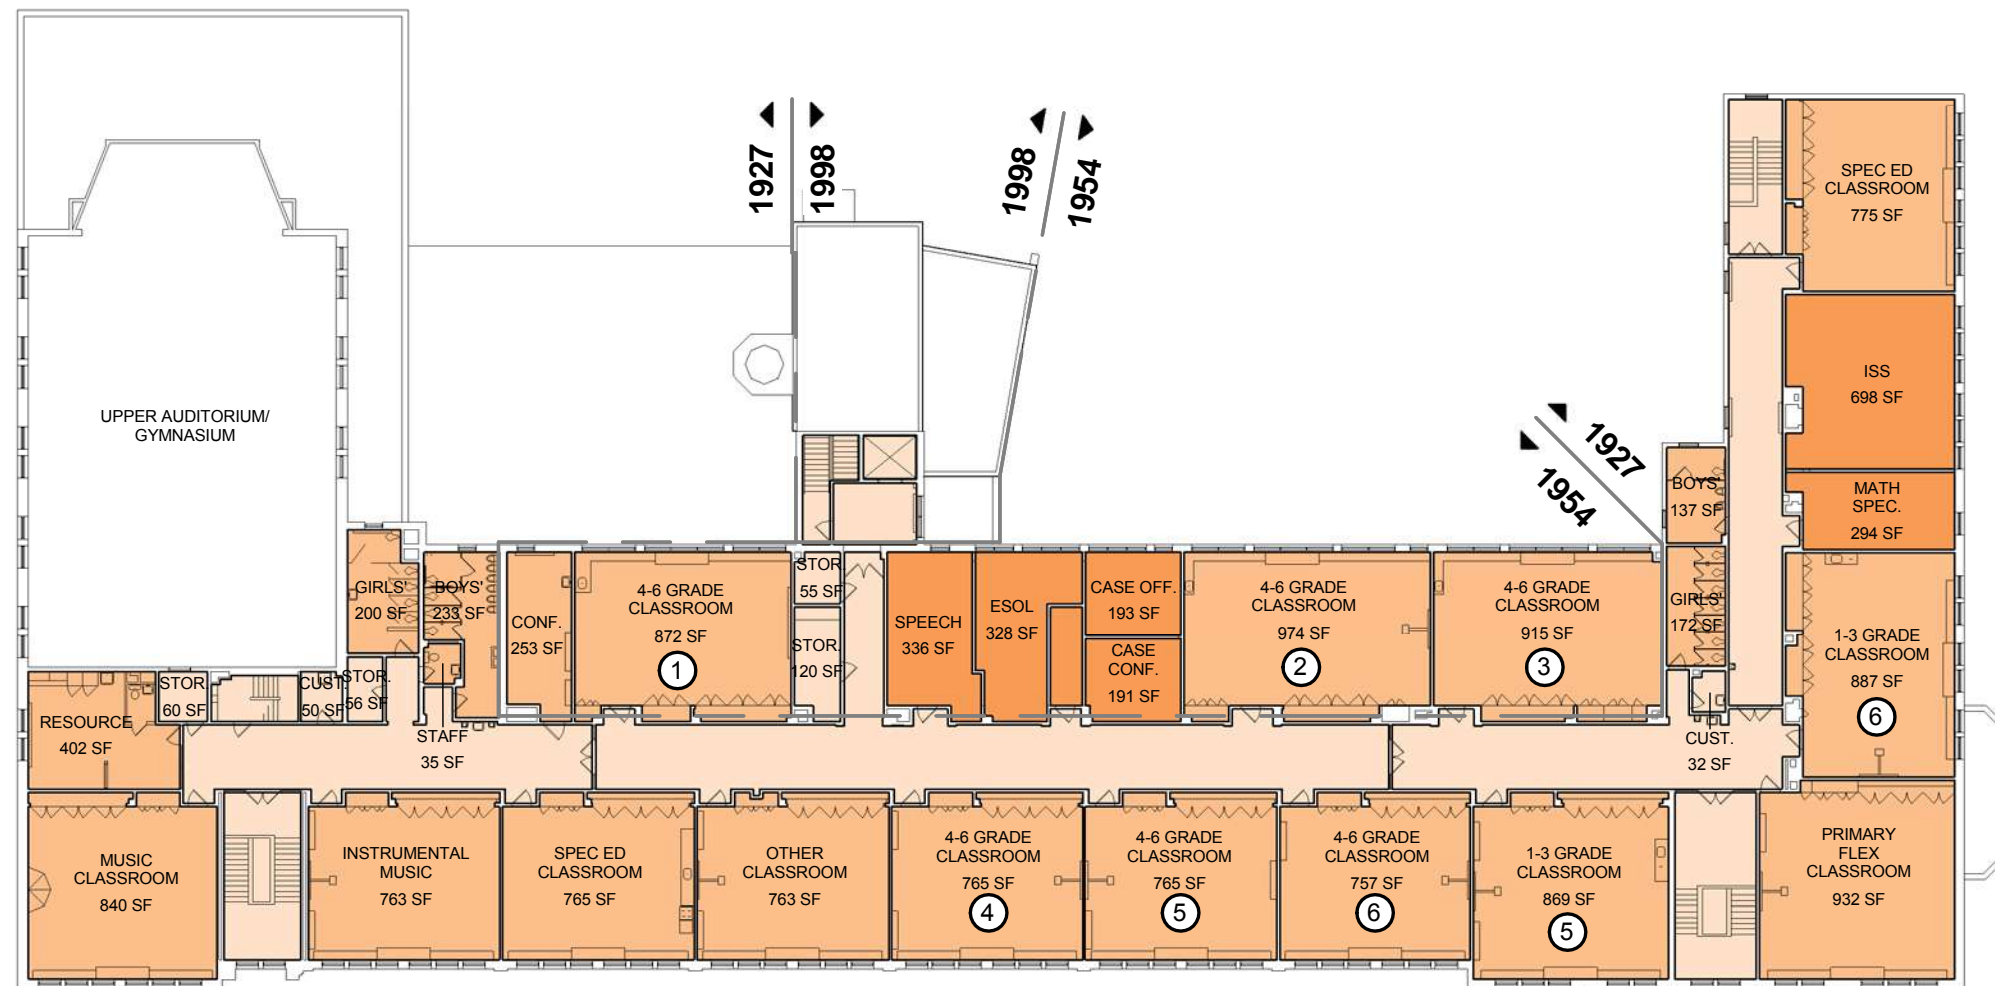 1927
1998
1998
1954
1927
1954
UPPER AUDITORIUM/
GYMNASIUM
SPEC ED
CLASSROOM
775 SF
ISS
698 SF
MATH
SPEC.
294 SF
BOYS'
137 SF
GIRLS'
172 SF
1-3 GRADE
CLASSROOM
887 SF
6
GIRLS'
200 SF
BOYS'
233 SF
CONF.
253 SF
4-6 GRADE
CLASSROOM
872 SF
1
STOR.
55 SF
STOR.
120 SF
SPEECH
336 SF
ESOL
328 SF
CASE OFF.
193 SF
CASE
CONF.
191 SF
4-6 GRADE
CLASSROOM
974 SF
2
4-6 GRADE
CLASSROOM
915 SF
3
RESOURCE
402 SF
STOR.
60 SF
CUST.
50 SF
STOR.
56 SF
STAFF
35 SF
CUST.
32 SF
MUSIC
CLASSROOM
840 SF
INSTRUMENTAL
MUSIC
763 SF
SPEC ED
CLASSROOM
765 SF
OTHER
CLASSROOM
763 SF
4-6 GRADE
CLASSROOM
765 SF
4
4-6 GRADE
CLASSROOM
765 SF
5
4-6 GRADE
CLASSROOM
757 SF
6
1-3 GRADE
CLASSROOM
869 SF
5
PRIMARY
FLEX
CLASSROOM
932 SF